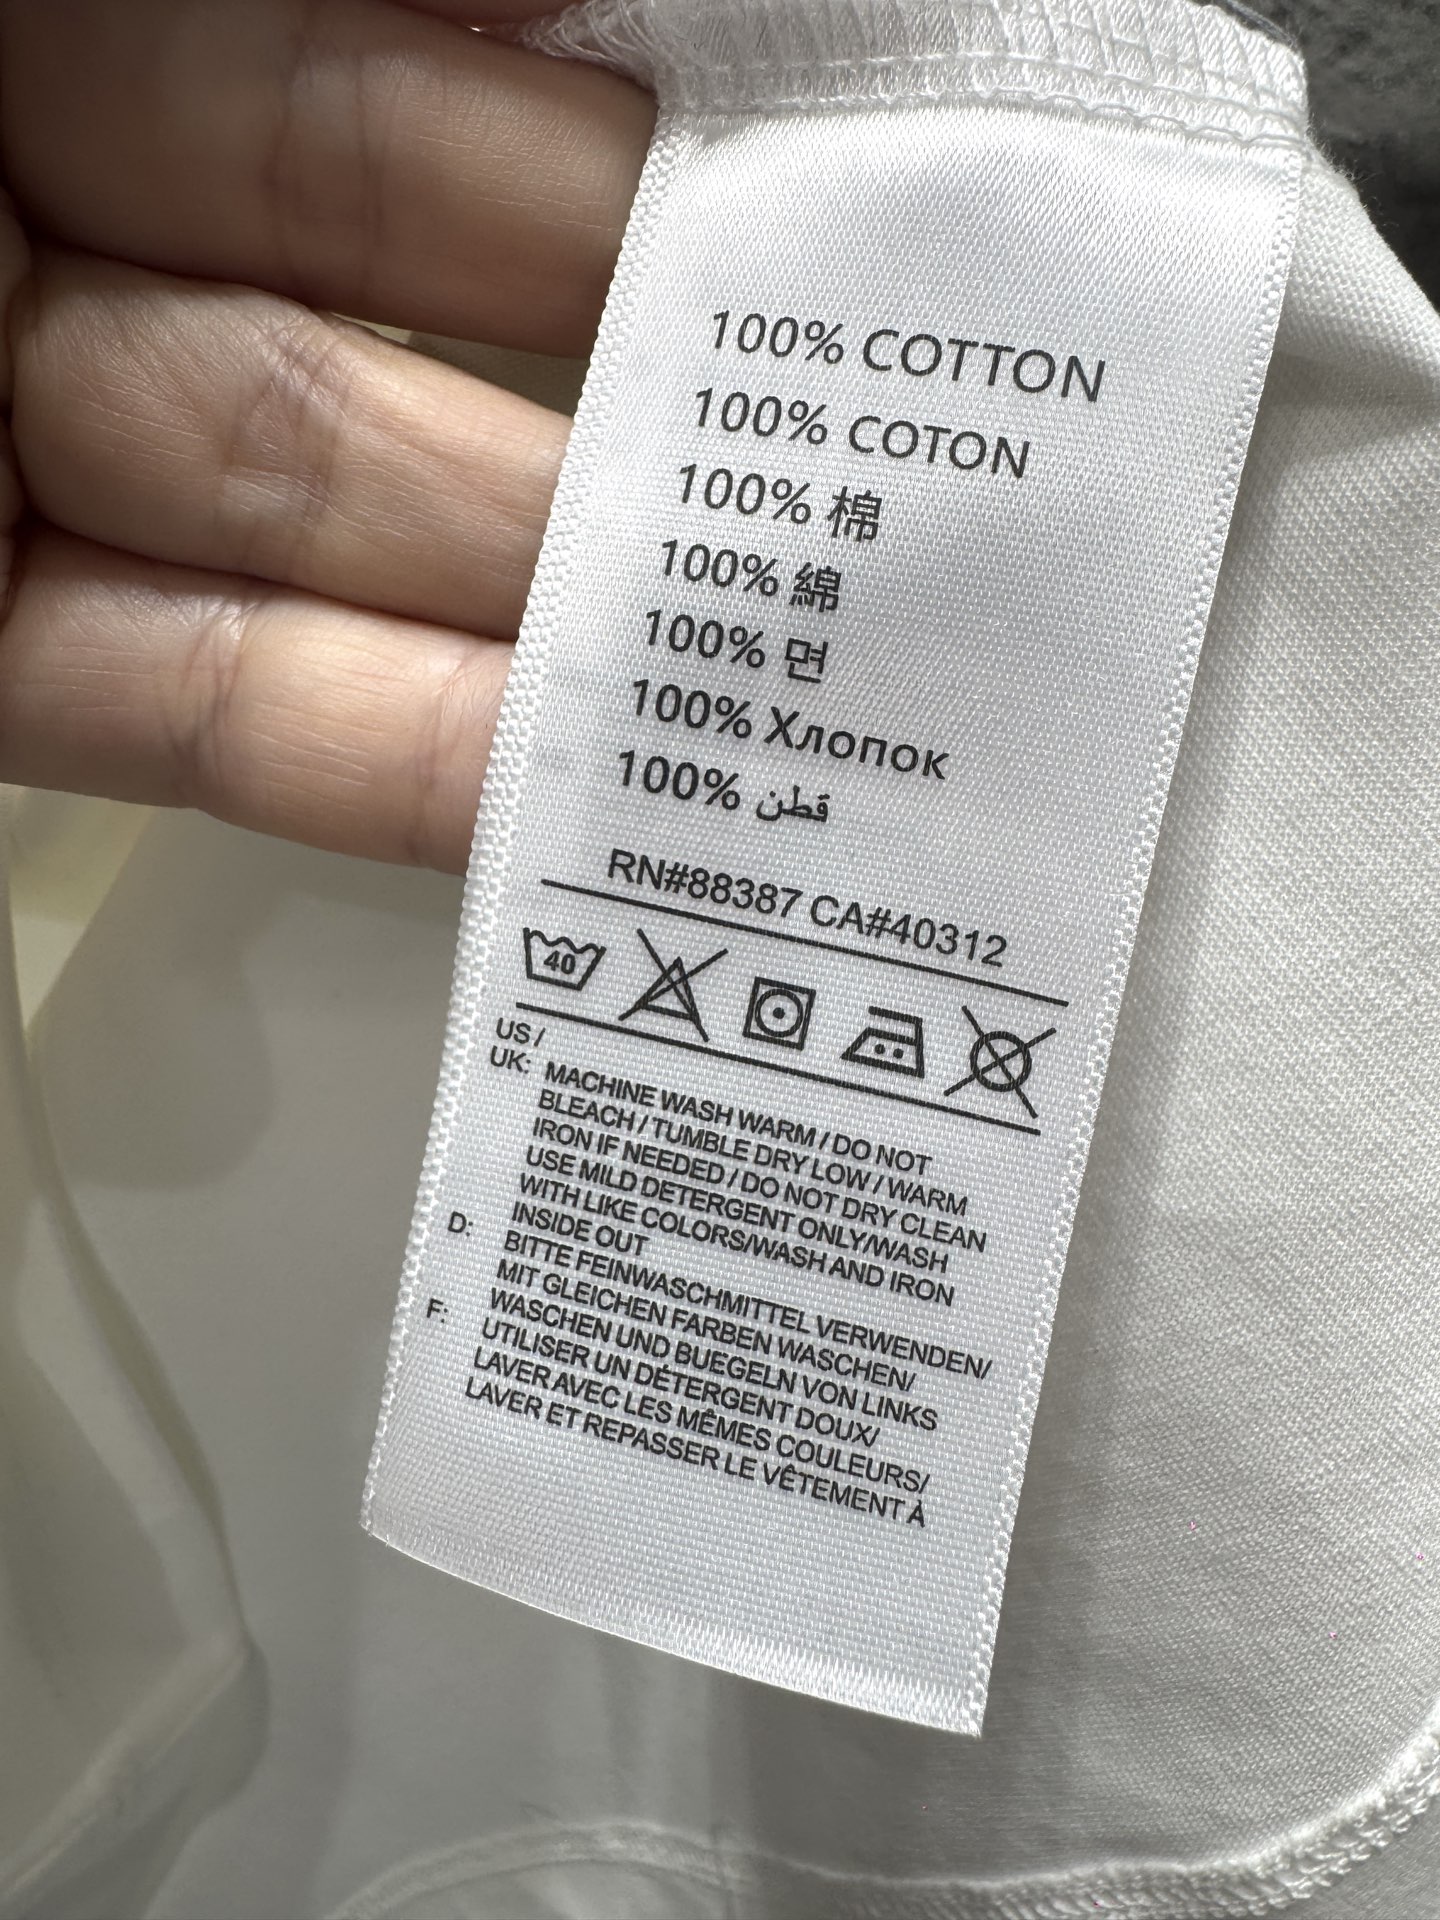 100% COTTON
100% COTON
100% 棉
100% 綿
100% 면
100% Хлопок
100% قطن
RN#88387 CA#40312
40
US /
UK: MACHINE WASH WARM / DO NOT
BLEACH / TUMBLE DRY LOW / WARM
IRON IF NEEDED / DO NOT DRY CLEAN
USE MILD DETERGENT ONLY/WASH
WITH LIKE COLORS/WASH AND IRON
INSIDE OUT
D: BITTE FEINWASCHMITTEL VERWENDEN/
MIT GLEICHEN FARBEN WASCHEN/
WASCHEN UND BUEGELN VON LINKS
F: UTILISER UN DÉTERGENT DOUX/
LAVER AVEC LES MÊMES COULEURS/
LAVER ET REPASSER LE VÊTEMENT À